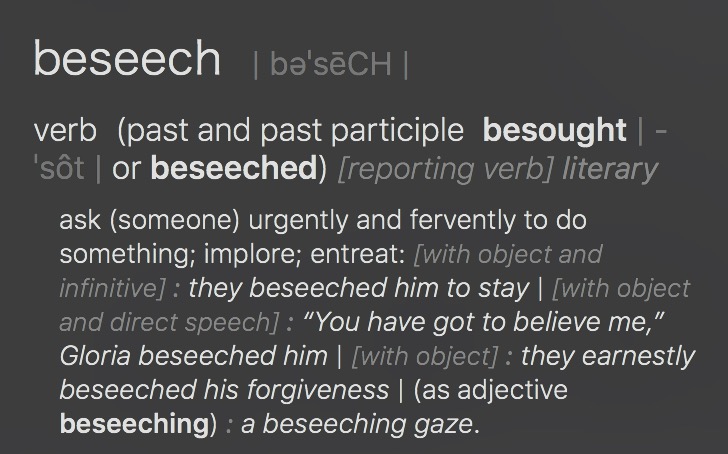 beseech | bəˈsēCH |
verb (past and past participle besought | -
ˈsôt | or beseeched) [reporting verb] literary
ask (someone) urgently and fervently to do
something; implore; entreat: [with object and
infinitive] : they beseeched him to stay | [with object
and direct speech] : “You have got to believe me,”
Gloria beseeched him | [with object] : they earnestly
beseeched his forgiveness | (as adjective
beseeching) : a beseeching gaze.